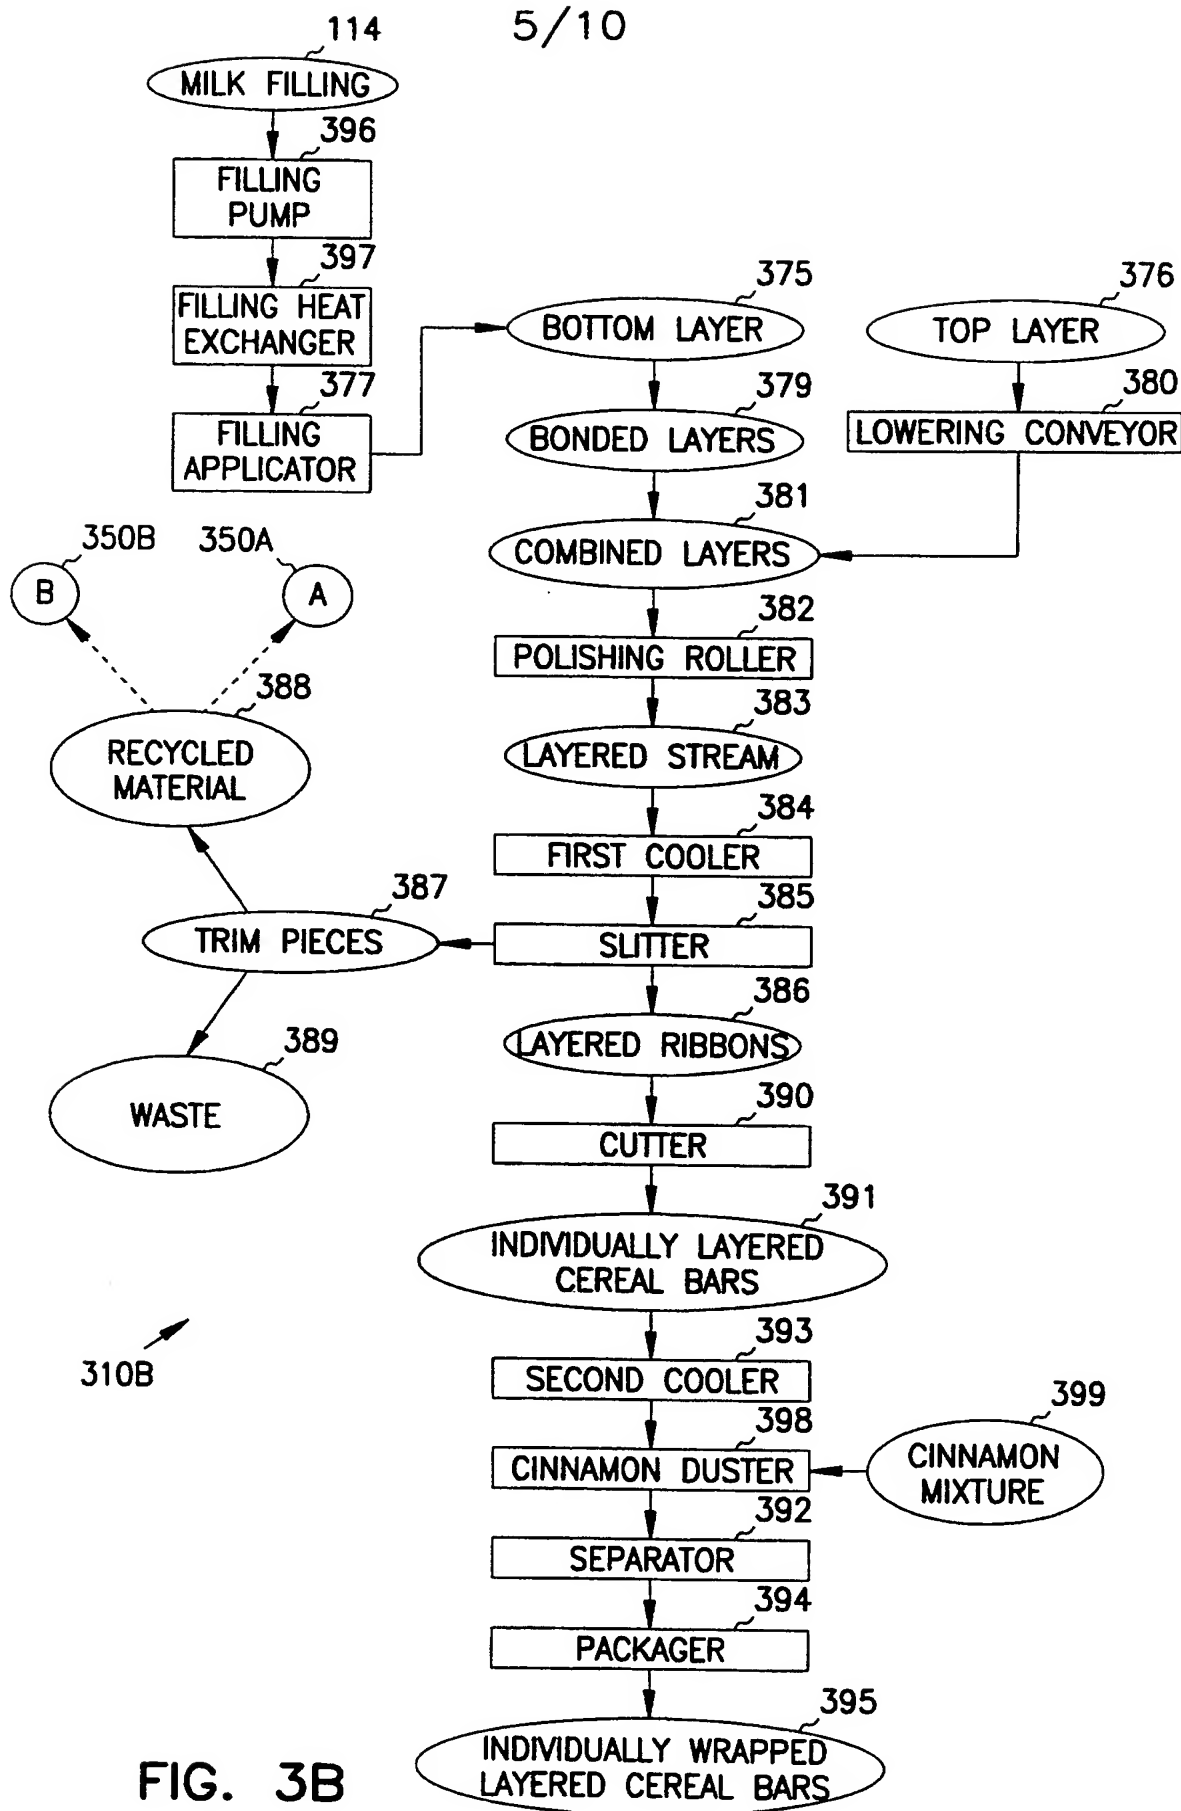 5/10
114
MILK FILLING
396
FILLING
PUMP
397
FILLING HEAT
EXCHANGER
377
FILLING
APPLICATOR
375
BOTTOM LAYER
376
TOP LAYER
379
BONDED LAYERS
380
LOWERING CONVEYOR
381
COMBINED LAYERS
350B
B
350A
A
382
POLISHING ROLLER
388
RECYCLED
MATERIAL
383
LAYERED STREAM
384
FIRST COOLER
387
TRIM PIECES
385
SLITTER
386
LAYERED RIBBONS
389
WASTE
390
CUTTER
391
INDIVIDUALLY LAYERED
CEREAL BARS
310B
393
SECOND COOLER
398
CINNAMON DUSTER
399
CINNAMON
MIXTURE
392
SEPARATOR
394
PACKAGER
395
INDIVIDUALLY WRAPPED
LAYERED CEREAL BARS
FIG. 3B